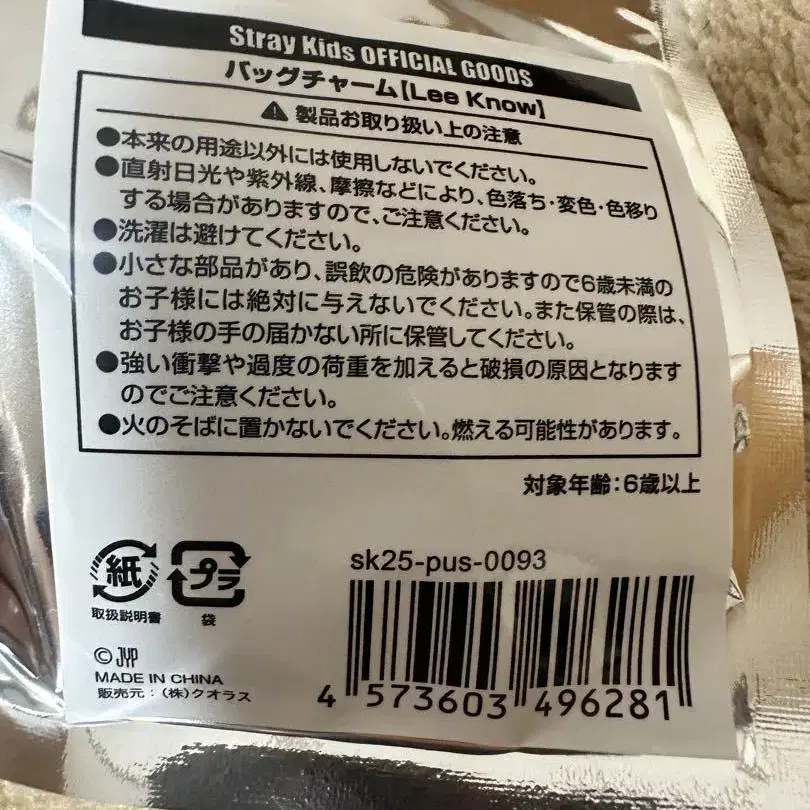 Stray Kids OFFICIAL GOODS
バッグチャーム【Lee Know】
⚠ 製品お取り扱い上の注意
●本来の用途以外には使用しないでください。
●直射日光や紫外線、摩擦などにより、色落ち・変色・色移り
する場合がありますので、ご注意ください。
●洗濯は避けてください。
●小さな部品があり、誤飲の危険がありますので6歳未満の
お子様には絶対に与えないでください。また保管の際は、
お子様の手の届かない所に保管してください。
●強い衝撃や過度の荷重を加えると破損の原因となります
のでご注意ください。
●火のそばに置かないでください。燃える可能性があります。
対象年齢:6歳以上
紙
取扱説明書
プラ
袋
sk25-pus-0093
4 573603 496281
©JYP
MADE IN CHINA
販売元:(株)クオラス